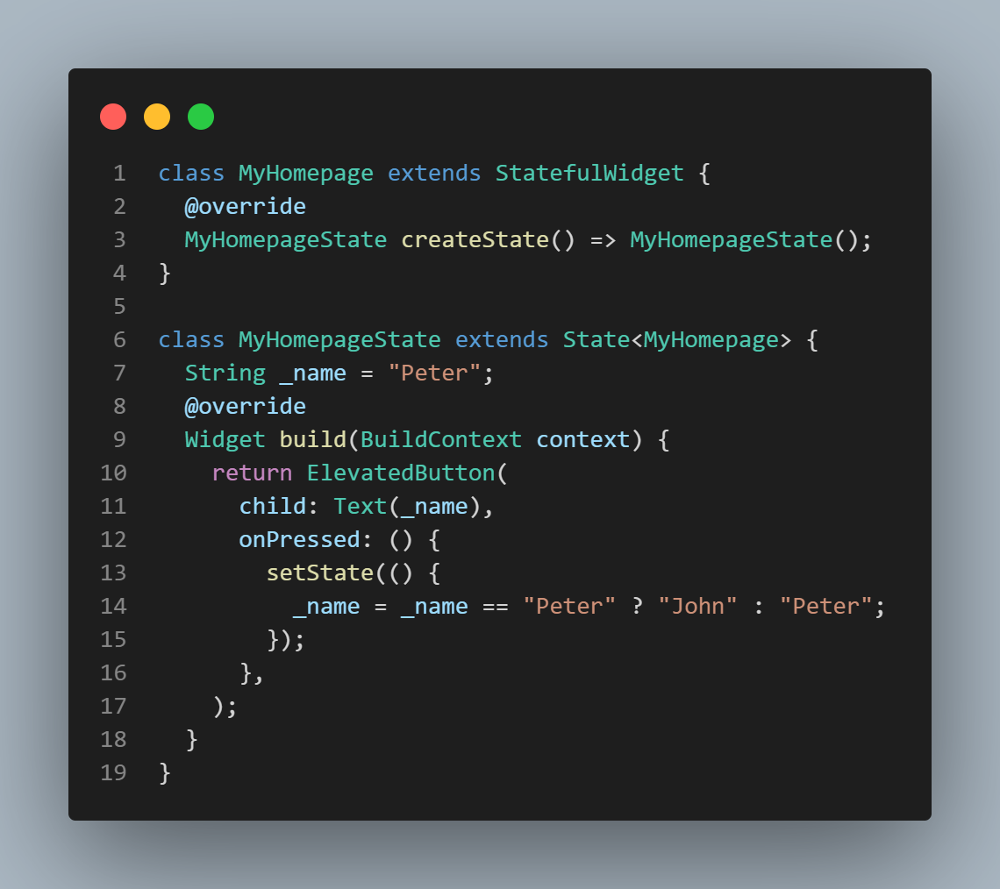 1 class MyHomepage extends StatefulWidget {
2   @override
3   MyHomepageState createState() => MyHomepageState();
4 }
5
6 class MyHomepageState extends State<MyHomepage> {
7   String _name = "Peter";
8   @override
9   Widget build(BuildContext context) {
10     return ElevatedButton(
11       child: Text(_name),
12       onPressed: () {
13         setState(() {
14           _name = _name == "Peter" ? "John" : "Peter";
15         });
16       },
17     );
18   }
19 }